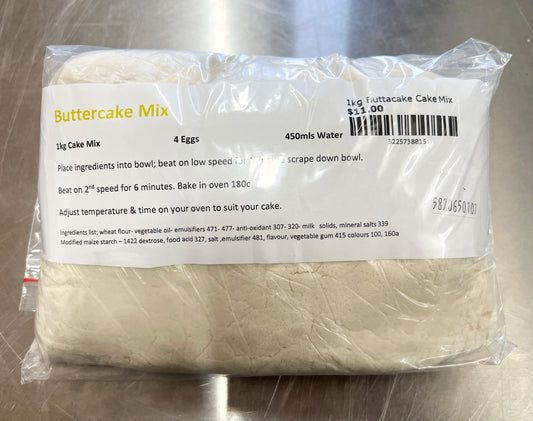 Buttercake Mix
1kg Buttacake Cake Mix
$11.00
3225738015
1kg Cake Mix 4 Eggs 450mls Water
Place ingredients into bowl; beat on low speed scrape down bowl.
Beat on 2nd speed for 6 minutes. Bake in oven 180c
Adjust temperature & time on your oven to suit your cake.
Ingredients list; wheat flour- vegetable oil- emulsifiers 471- 477- anti-oxidant 307- 320- milk solids, mineral salts 339
Modified maize starch – 1422 dextrose, food acid 327, salt ,emulsifier 481, flavour, vegetable gum 415 colours 100, 160a